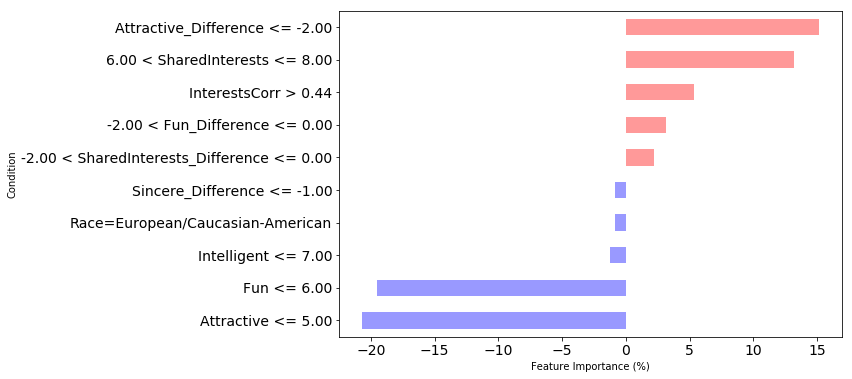 Attractive_Difference <= -2.00
6.00 < SharedInterests <= 8.00
InterestsCorr > 0.44
-2.00 < Fun_Difference <= 0.00
-2.00 < SharedInterests_Difference <= 0.00
Sincere_Difference <= -1.00
Race=European/Caucasian-American
Intelligent <= 7.00
Fun <= 6.00
Attractive <= 5.00
Condition
−20 −15 −10 −5 0 5 10 15
Feature Importance (%)